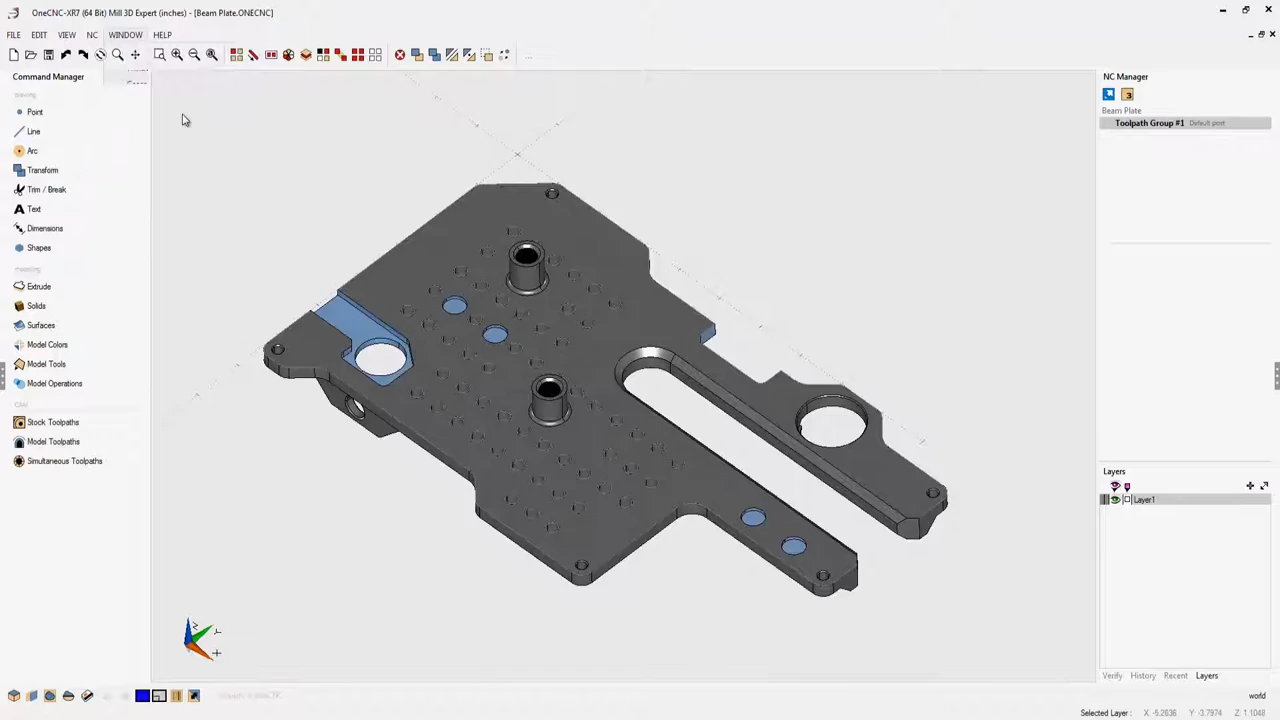 OneCNC-XR7 (64 Bit) Mill 3D Expert (inches) - [Beam Plate.ONECNC]
FILE EDIT VIEW NC WINDOW HELP
Command Manager
drawing
Point
Line
Arc
Transform
Trim / Break
Text
Dimensions
Shapes
modeling
Extrude
Solids
Surfaces
Model Colors
Model Tools
Model Operations
Stock Toolpaths
Model Toolpaths
Simultaneous Toolpaths
NC Manager
3
Beam Plate
Toolpath Group #1 Default post
Layers
Layer1
Verify History Recent Layers
world
Selected Layer : X: -5.2636 Y: -3.7974 Z: 1.1048